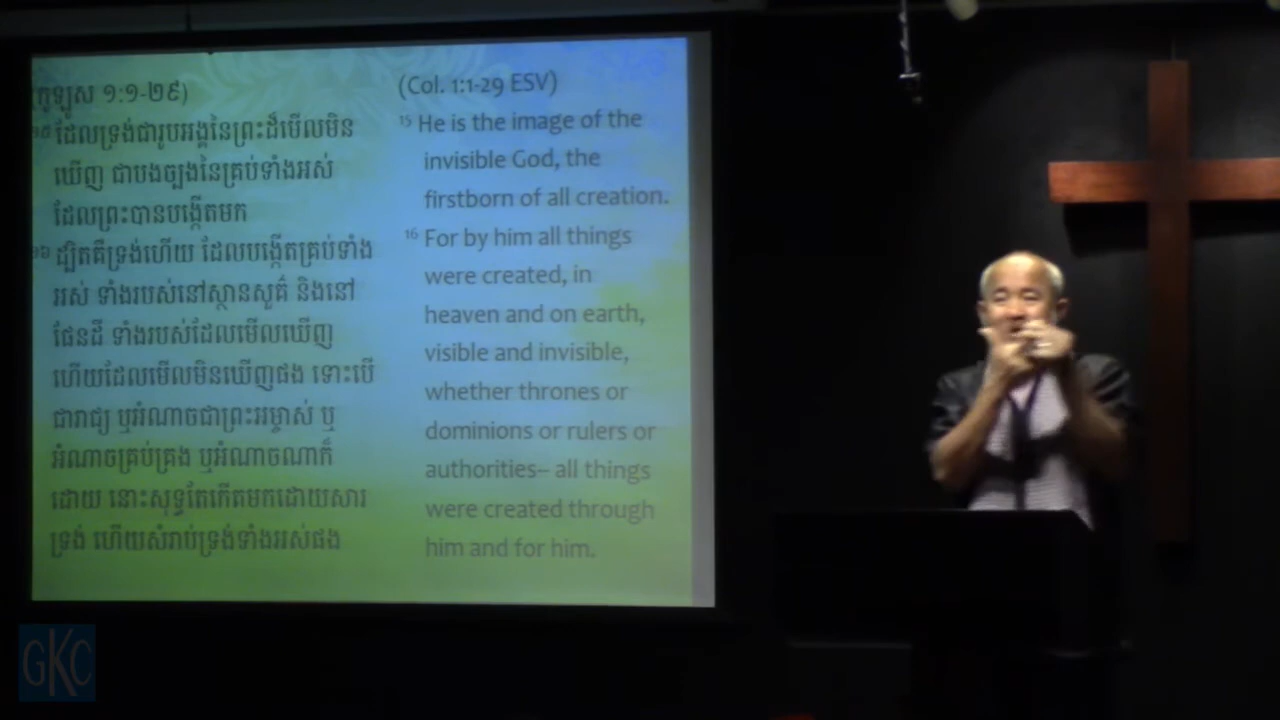 (កូឡូស ១:១-២៩)
១៥ ដែលទ្រង់ជារូបអង្គនៃព្រះដ៏មើលមិន
ឃើញ ជាបងច្បងនៃគ្រប់ទាំងអស់
ដែលព្រះបានបង្កើតមក
១៦ ដ្បិតគឺទ្រង់ហើយ ដែលបង្កើតគ្រប់ទាំង
អស់ ទាំងរបស់នៅស្ថានសួគ៌ និងនៅ
ផែនដី ទាំងរបស់ដែលមើលឃើញ
ហើយដែលមើលមិនឃើញផង ទោះបើ
ជារាជ្យ ឬអំណាចជាព្រះអម្ចាស់ ឬ
អំណាចគ្រប់គ្រង ឬអំណាចណាក៏
ដោយ នោះសុទ្ធតែកើតមកដោយសារ
ទ្រង់ ហើយសំរាប់ទ្រង់ទាំងអស់ផង
(Col. 1:1-29 ESV)
15 He is the image of the
invisible God, the
firstborn of all creation.
16 For by him all things
were created, in
heaven and on earth,
visible and invisible,
whether thrones or
dominions or rulers or
authorities– all things
were created through
him and for him.
GKC